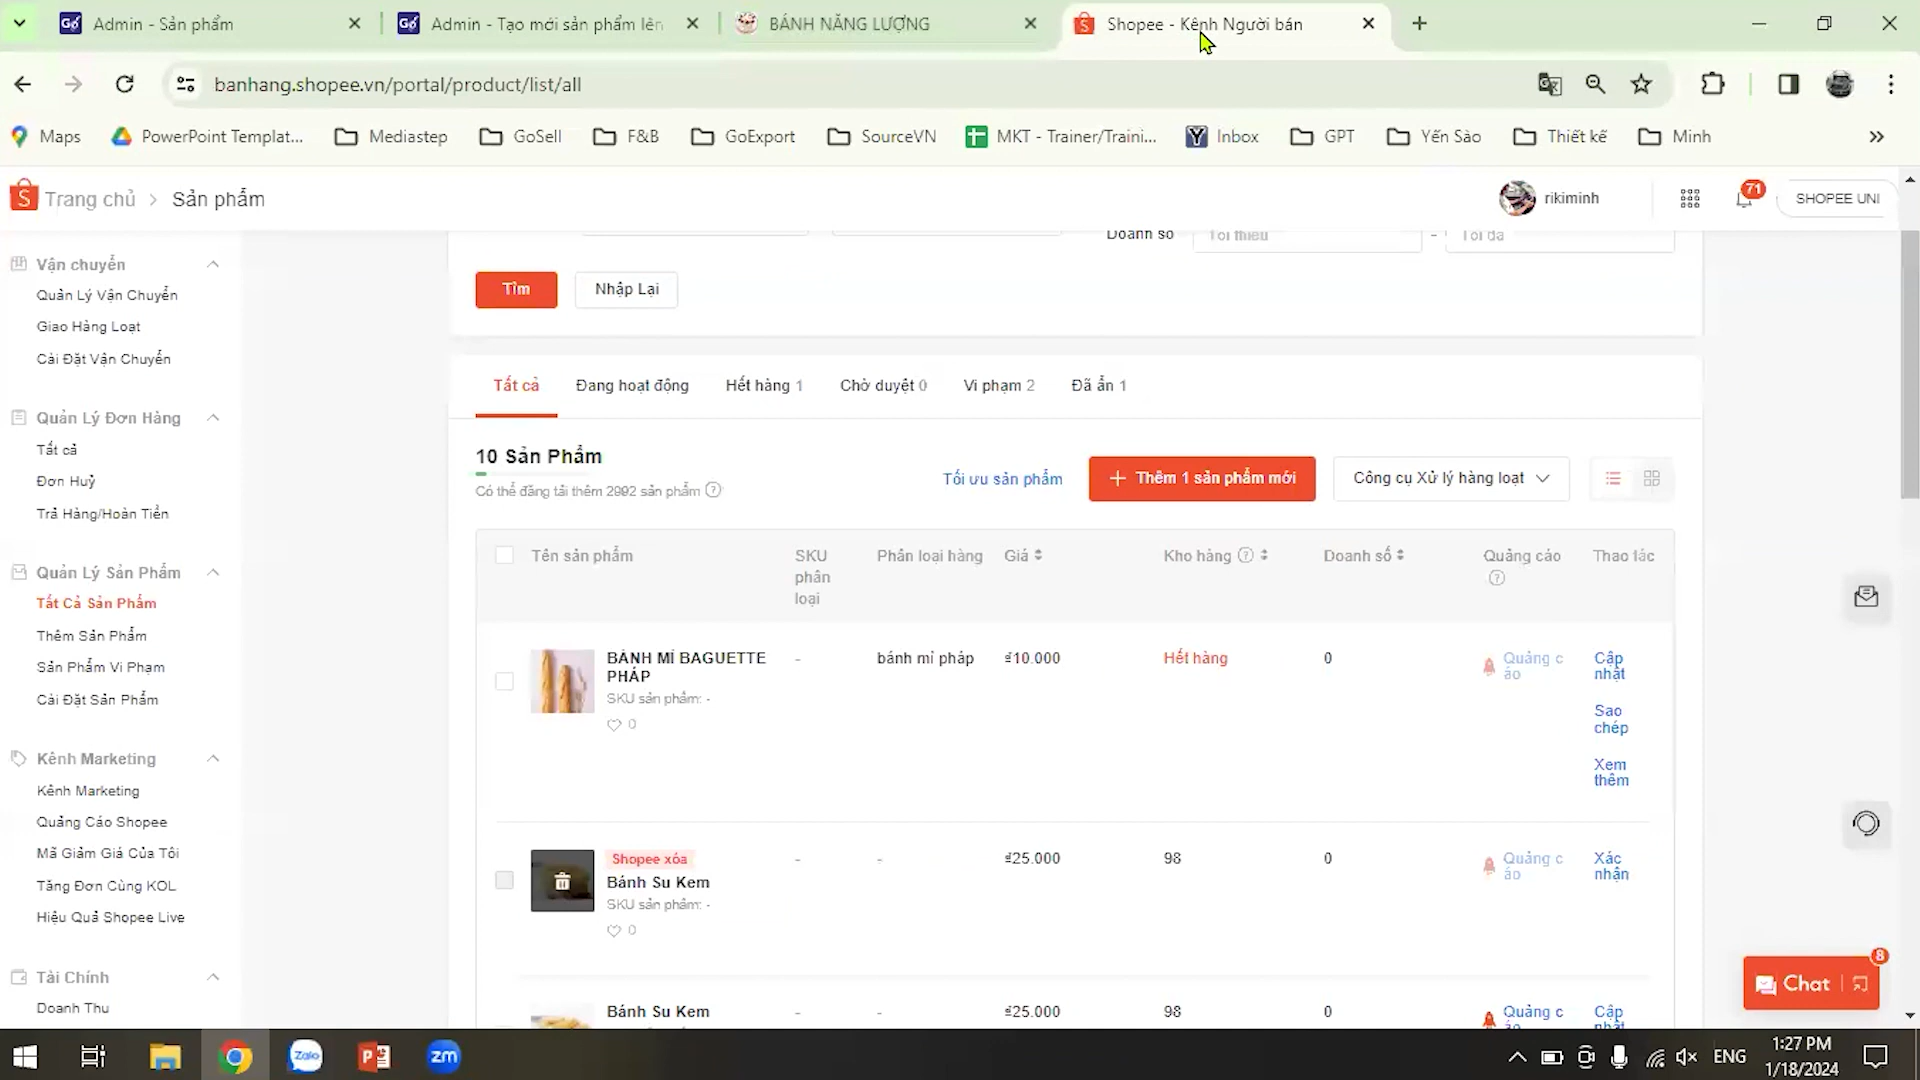 Admin - Sản phẩm
Admin - Tạo mới sản phẩm lên
BÁNH NĂNG LƯỢNG
Shopee - Kênh Người bán
banhang.shopee.vn/portal/product/list/all
Maps
PowerPoint Templat...
Mediastep
GoSell
F&B
GoExport
SourceVN
MKT - Trainer/Traini...
Inbox
GPT
Yến Sào
Thiết kế
Minh
Trang chủ > Sản phẩm
rikiminh
71
SHOPEE UNI
Doanh số
Tối thiểu
-
Tối đa
Tìm
Nhập Lại
Vận chuyển
Quản Lý Vận Chuyển
Giao Hàng Loạt
Cài Đặt Vận Chuyển
Quản Lý Đơn Hàng
Tất cả
Đơn Huỷ
Trả Hàng/Hoàn Tiền
Quản Lý Sản Phẩm
Tất Cả Sản Phẩm
Thêm Sản Phẩm
Sản Phẩm Vi Phạm
Cài Đặt Sản Phẩm
Kênh Marketing
Kênh Marketing
Quảng Cáo Shopee
Mã Giảm Giá Của Tôi
Tăng Đơn Cùng KOL
Hiệu Quả Shopee Live
Tài Chính
Doanh Thu
Tất cả
Đang hoạt động
Hết hàng 1
Chờ duyệt 0
Vi phạm 2
Đã ẩn 1
10 Sản Phẩm
Có thể đăng tải thêm 2992 sản phẩm
Tối ưu sản phẩm
+ Thêm 1 sản phẩm mới
Công cụ Xử lý hàng loạt
Tên sản phẩm
SKU
phân
loại
Phân loại hàng
Giá
Kho hàng
Doanh số
Quảng cáo
Thao tác
BÁNH MÌ BAGUETTE
PHÁP
SKU sản phẩm: -
0
-
bánh mì pháp
₫10.000
Hết hàng
0
Quảng c
áo
Cập
nhật
Sao
chép
Xem
thêm
Shopee xóa
Bánh Su Kem
SKU sản phẩm: -
0
-
-
₫25.000
98
0
Quảng c
áo
Xác
nhận
Bánh Su Kem
-
-
₫25.000
98
0
Quảng c
áo
Cập
nhật
8
Chat
Zalo
zm
ENG
1:27 PM
1/18/2024